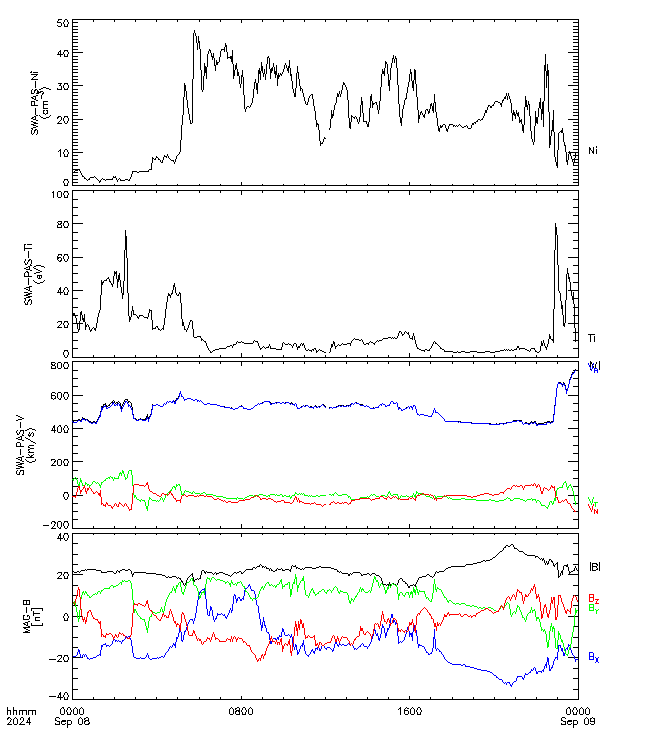 50
40
30
20
10
0
SWA-PAS-Ni
(cm-3)
Ni
100
80
60
40
20
0
SWA-PAS-Ti
(eV)
Ti
800
600
400
200
0
-200
SWA-PAS-V
(km/s)
|V|
VR
VT
VN
40
20
0
-20
-40
MAG-B
[nT]
|B|
BZ
BY
BX
hhmm
2024
0000
Sep 08
0800
1600
0000
Sep 09